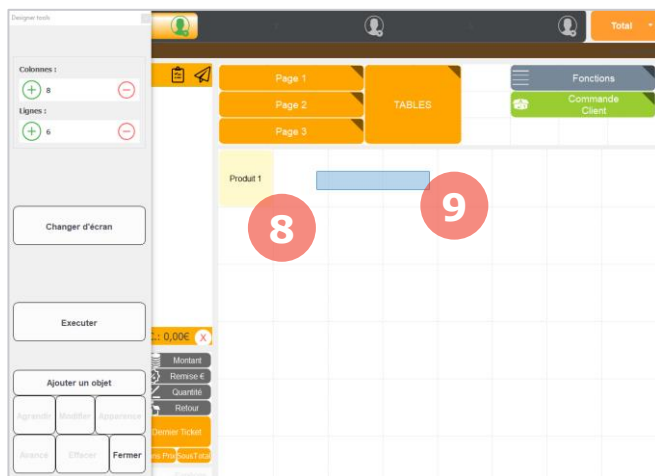 Designer tools
Total
Colonnes :
8
Lignes :
6
Page 1
Page 2
Page 3
TABLES
Fonctions
Commande
Client
Produit 1
8
9
Changer d'écran
Executer
: 0,00€ X
Montant
Remise €
Quantité
Retour
Ajouter un objet
Agrandir Modifier Apparence
Dernier Ticket
Avance Effacer Fermer
Prix SousTotal